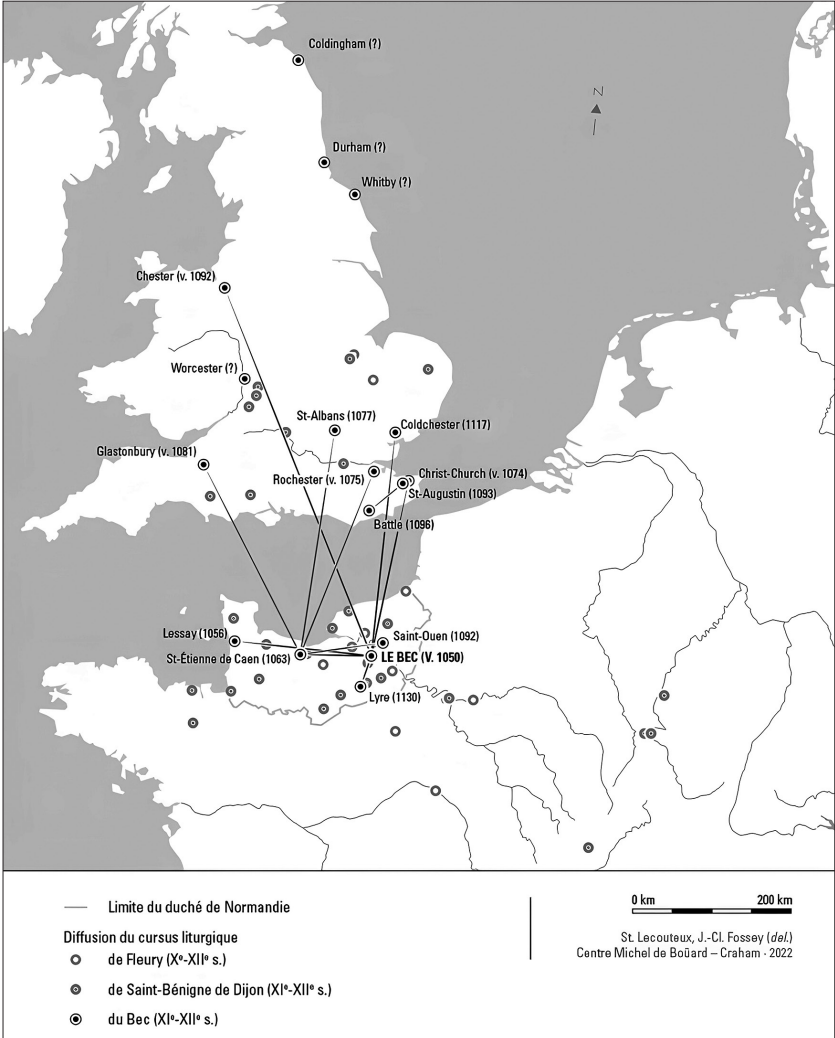 Coldingham (?)
N
Durham (?)
Whitby (?)
Chester (v. 1092)
Worcester (?)
St-Albans (1077)
Coldchester (1117)
Glastonbury (v. 1081)
Rochester (v. 1075)
Christ-Church (v. 1074)
St-Augustin (1093)
Battle (1096)
Lessay (1056)
Saint-Ouen (1092)
St-Étienne de Caen (1063)
LE BEC (V. 1050)
Lyre (1130)
Limite du duché de Normandie
0 km 200 km
Diffusion du cursus liturgique
St. Lecouteux, J.-Cl. Fossey (del.)
Centre Michel de Boüard – Craham · 2022
de Fleury (Xᵉ-XIIᵉ s.)
de Saint-Bénigne de Dijon (XIᵉ-XIIᵉ s.)
du Bec (XIᵉ-XIIᵉ s.)